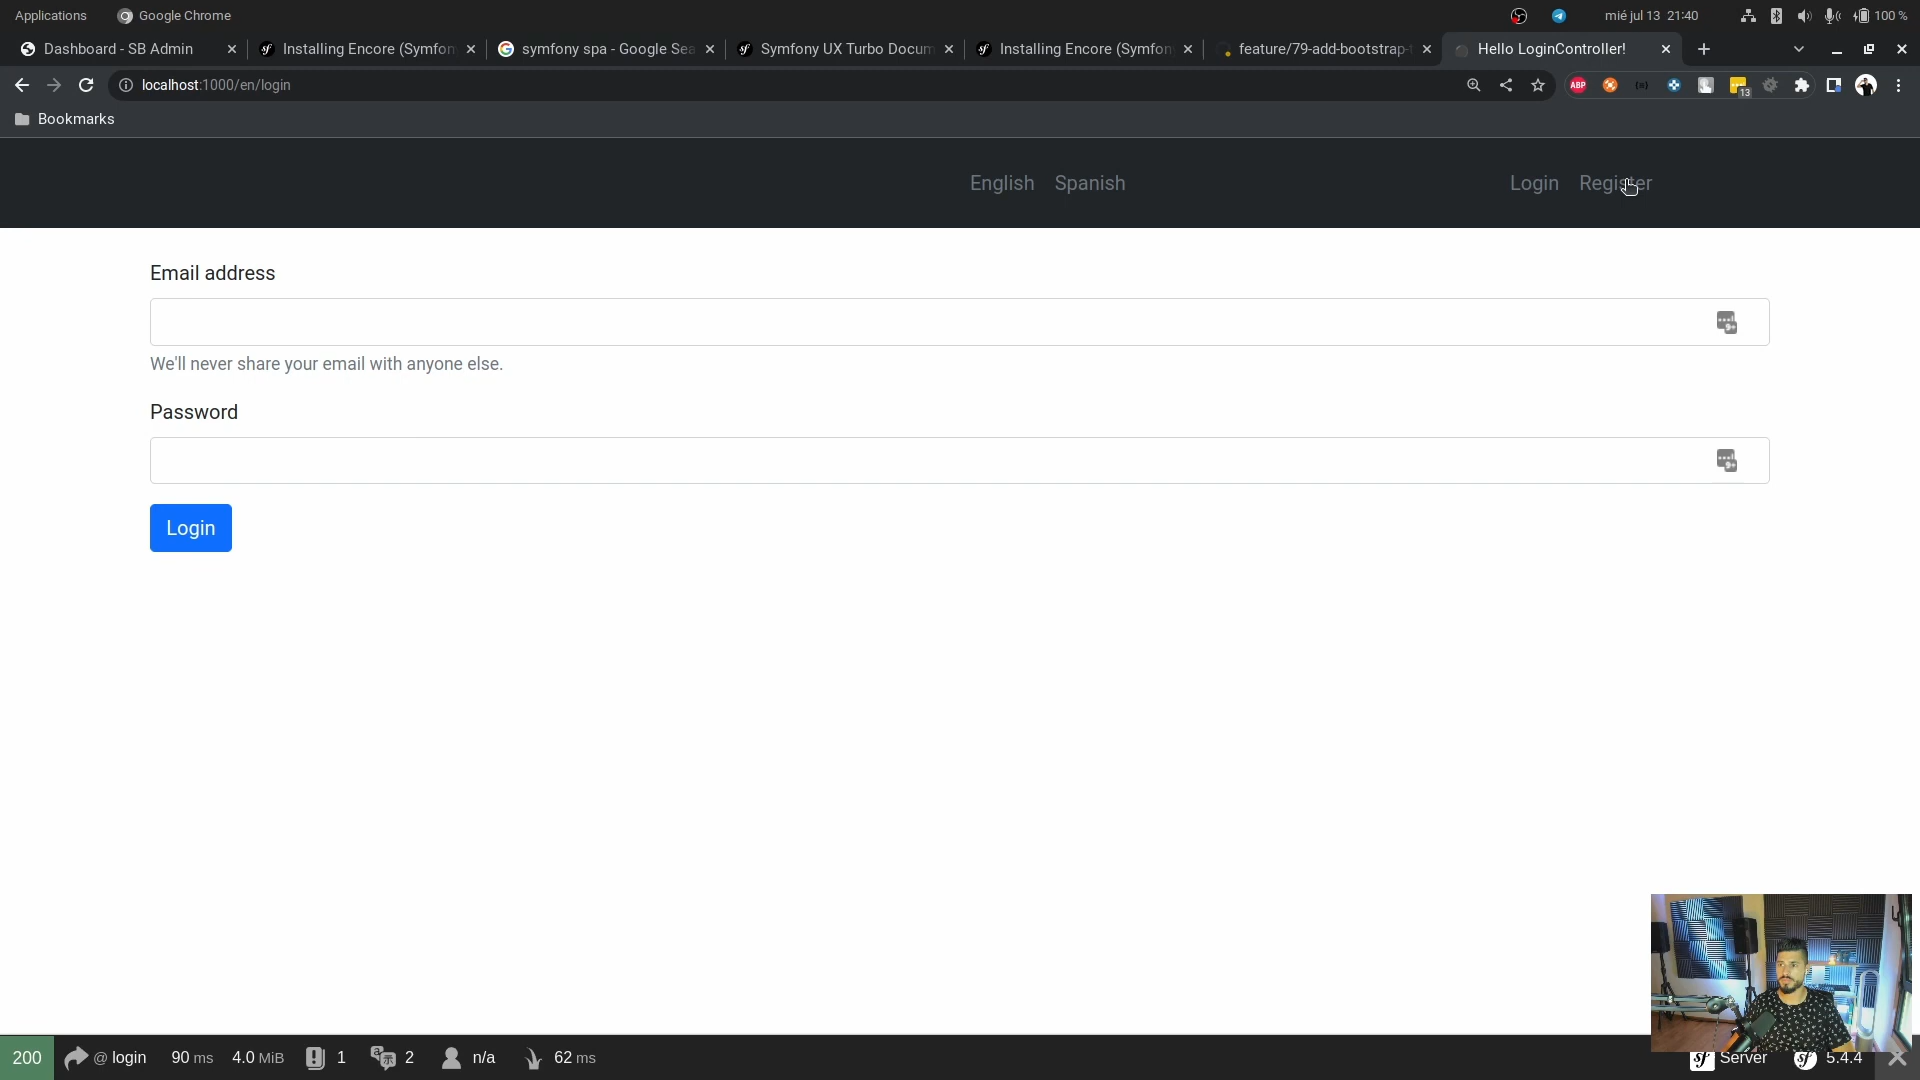 Applications Google Chrome mié jul 13 21:40 100 %
Dashboard - SB Admin Installing Encore (Symfon symfony spa - Google Sea Symfony UX Turbo Docum Installing Encore (Symfon feature/79-add-bootstrap-t Hello LoginController!
localhost:1000/en/login ABP 13
Bookmarks
English Spanish Login Register
Email address
We'll never share your email with anyone else.
Password
Login
200 @ login 90 ms 4.0 MiB 1 2 n/a 62 ms Server 5.4.4